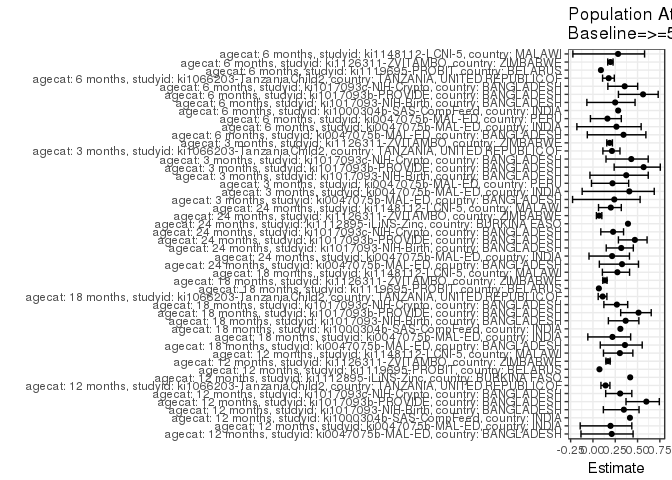 Population At
Baseline=>=5
agecat: 6 months, studyid: ki1148112-LCNI-5, country: MALAWI
agecat: 6 months, studyid: ki1126311-ZVITAMBO, country: ZIMBABWE
agecat: 6 months, studyid: ki1119695-PROBIT, country: BELARUS
agecat: 6 months, studyid: ki1066203-TanzaniaChild2, country: TANZANIA, UNITED REPUBLIC OF
agecat: 6 months, studyid: ki1017093c-NIH-Crypto, country: BANGLADESH
agecat: 6 months, studyid: ki1017093b-PROVIDE, country: BANGLADESH
agecat: 6 months, studyid: ki1017093-NIH-Birth, country: BANGLADESH
agecat: 6 months, studyid: ki1000304b-SAS-CompFeed, country: INDIA
agecat: 6 months, studyid: ki0047075b-MAL-ED, country: PERU
agecat: 6 months, studyid: ki0047075b-MAL-ED, country: INDIA
agecat: 6 months, studyid: ki0047075b-MAL-ED, country: BANGLADESH
agecat: 3 months, studyid: ki1126311-ZVITAMBO, country: ZIMBABWE
agecat: 3 months, studyid: ki1066203-TanzaniaChild2, country: TANZANIA, UNITED REPUBLIC OF
agecat: 3 months, studyid: ki1017093c-NIH-Crypto, country: BANGLADESH
agecat: 3 months, studyid: ki1017093b-PROVIDE, country: BANGLADESH
agecat: 3 months, studyid: ki1017093-NIH-Birth, country: BANGLADESH
agecat: 3 months, studyid: ki0047075b-MAL-ED, country: PERU
agecat: 3 months, studyid: ki0047075b-MAL-ED, country: INDIA
agecat: 3 months, studyid: ki0047075b-MAL-ED, country: BANGLADESH
agecat: 24 months, studyid: ki1148112-LCNI-5, country: MALAWI
agecat: 24 months, studyid: ki1126311-ZVITAMBO, country: ZIMBABWE
agecat: 24 months, studyid: ki1112895-iLiNS-Zinc, country: BURKINA FASO
agecat: 24 months, studyid: ki1017093c-NIH-Crypto, country: BANGLADESH
agecat: 24 months, studyid: ki1017093b-PROVIDE, country: BANGLADESH
agecat: 24 months, studyid: ki1017093-NIH-Birth, country: BANGLADESH
agecat: 24 months, studyid: ki0047075b-MAL-ED, country: INDIA
agecat: 24 months, studyid: ki0047075b-MAL-ED, country: BANGLADESH
agecat: 18 months, studyid: ki1148112-LCNI-5, country: MALAWI
agecat: 18 months, studyid: ki1126311-ZVITAMBO, country: ZIMBABWE
agecat: 18 months, studyid: ki1119695-PROBIT, country: BELARUS
agecat: 18 months, studyid: ki1066203-TanzaniaChild2, country: TANZANIA, UNITED REPUBLIC OF
agecat: 18 months, studyid: ki1017093c-NIH-Crypto, country: BANGLADESH
agecat: 18 months, studyid: ki1017093b-PROVIDE, country: BANGLADESH
agecat: 18 months, studyid: ki1017093-NIH-Birth, country: BANGLADESH
agecat: 18 months, studyid: ki1000304b-SAS-CompFeed, country: INDIA
agecat: 18 months, studyid: ki0047075b-MAL-ED, country: INDIA
agecat: 18 months, studyid: ki0047075b-MAL-ED, country: BANGLADESH
agecat: 12 months, studyid: ki1148112-LCNI-5, country: MALAWI
agecat: 12 months, studyid: ki1126311-ZVITAMBO, country: ZIMBABWE
agecat: 12 months, studyid: ki1119695-PROBIT, country: BELARUS
agecat: 12 months, studyid: ki1112895-iLiNS-Zinc, country: BURKINA FASO
agecat: 12 months, studyid: ki1066203-TanzaniaChild2, country: TANZANIA, UNITED REPUBLIC OF
agecat: 12 months, studyid: ki1017093c-NIH-Crypto, country: BANGLADESH
agecat: 12 months, studyid: ki1017093b-PROVIDE, country: BANGLADESH
agecat: 12 months, studyid: ki1017093-NIH-Birth, country: BANGLADESH
agecat: 12 months, studyid: ki1000304b-SAS-CompFeed, country: INDIA
agecat: 12 months, studyid: ki0047075b-MAL-ED, country: INDIA
agecat: 12 months, studyid: ki0047075b-MAL-ED, country: BANGLADESH
-0.25 0.00 0.25 0.50 0.75
Estimate